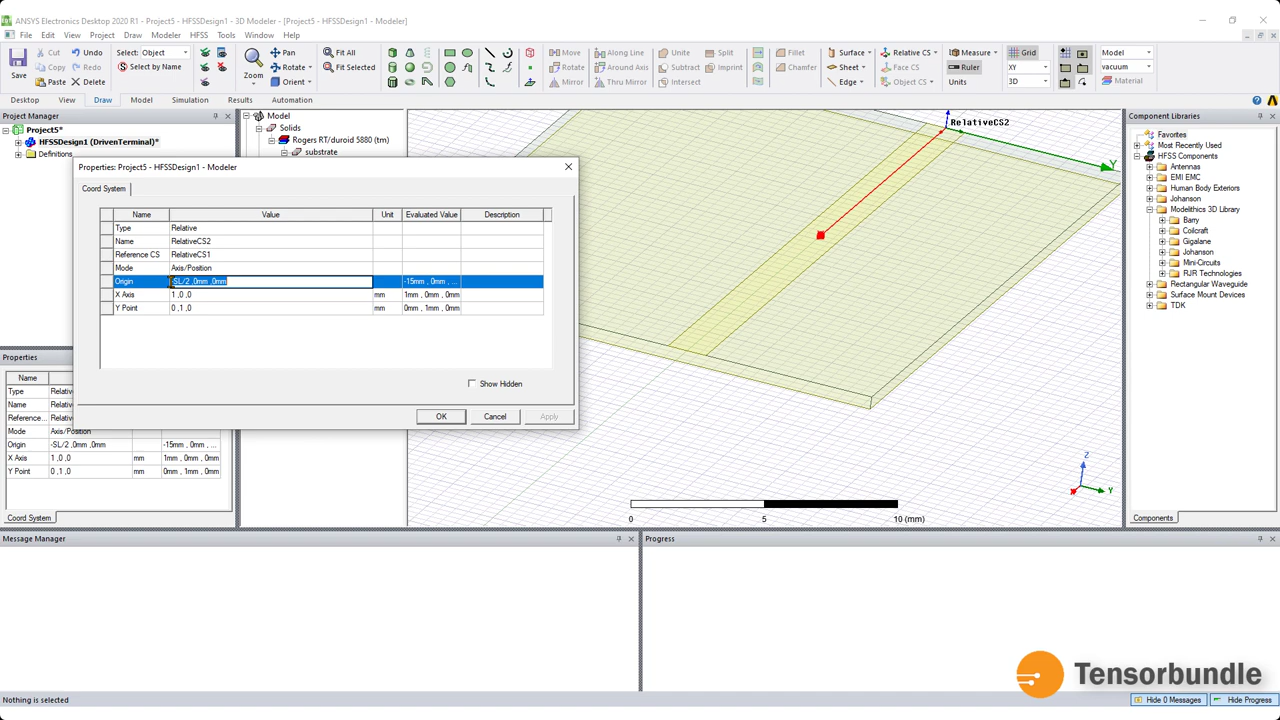 ANSYS Electronics Desktop 2020 R1 - Project5 - HFSSDesign1 - 3D Modeler - [Project5 - HFSSDesign1 - Modeler]
File Edit View Project Draw Modeler HFSS Tools Window Help
Save Cut Copy Paste Undo Redo Delete
Select: Object
Select by Name
Zoom Pan Rotate Orient Fit All Fit Selected
Move Along Line Mirror
Around Axis Thru Mirror
Unite Split
Subtract Imprint
Intersect
Fillet Chamfer
Surface Sheet Edge
Relative CS Face CS Object CS
Measure Ruler Units
Grid XY 3D
Model vacuum Material
Desktop View Draw Model Simulation Results Automation
Project Manager
Project5*
HFSSDesign1 (DrivenTerminal)*
Definitions
Model
Solids
Rogers RT/duroid 5880 (tm)
substrate
Properties: Project5 - HFSSDesign1 - Modeler
Coord System
Name Value Unit Evaluated Value Description
Type Relative
Name RelativeCS2
Reference CS RelativeCS1
Mode Axis/Position
Origin -SL/2 ,0mm ,0mm -15mm , 0mm , ...
X Axis 1 ,0 ,0 mm 1mm , 0mm , 0mm
Y Point 0 ,1 ,0 mm 0mm , 1mm , 0mm
Show Hidden
OK Cancel Apply
Properties
Name
Type
Name
Reference...
Mode Axis/Position
Origin -SL/2 ,0mm ,0mm -15mm , 0mm , ...
X Axis 1 ,0 ,0 mm 1mm , 0mm , 0mm
Y Point 0 ,1 ,0 mm 0mm , 1mm , 0mm
Coord System
RelativeCS2
Y
Z
Y
0 5 10 (mm)
Component Libraries
Favorites
Most Recently Used
HFSS Components
Antennas
EMI EMC
Human Body Exteriors
Johanson
Modelithics 3D Library
Barry
Coilcraft
Gigalane
Johanson
Mini-Circuits
RJR Technologies
Rectangular Waveguide
Surface Mount Devices
TDK
Components
Message Manager
Progress
Tensorbundle
Nothing is selected
Hide 0 Messages Hide Progress